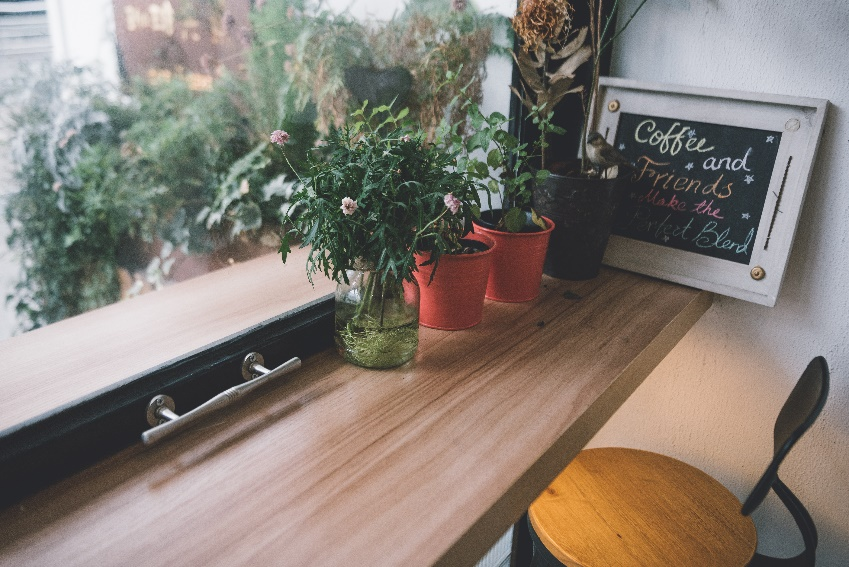 Coffee
and
Friends
Make the
Perfect Blend